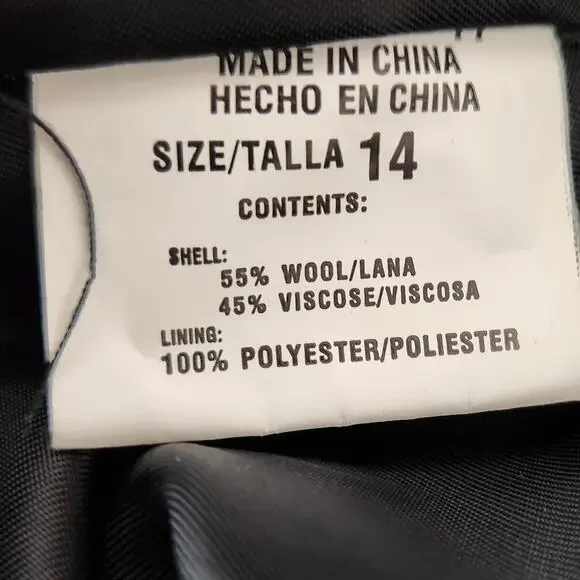 MADE IN CHINA
HECHO EN CHINA
SIZE/TALLA 14
CONTENTS:
SHELL:
55% WOOL/LANA
45% VISCOSE/VISCOSA
LINING:
100% POLYESTER/POLIESTER